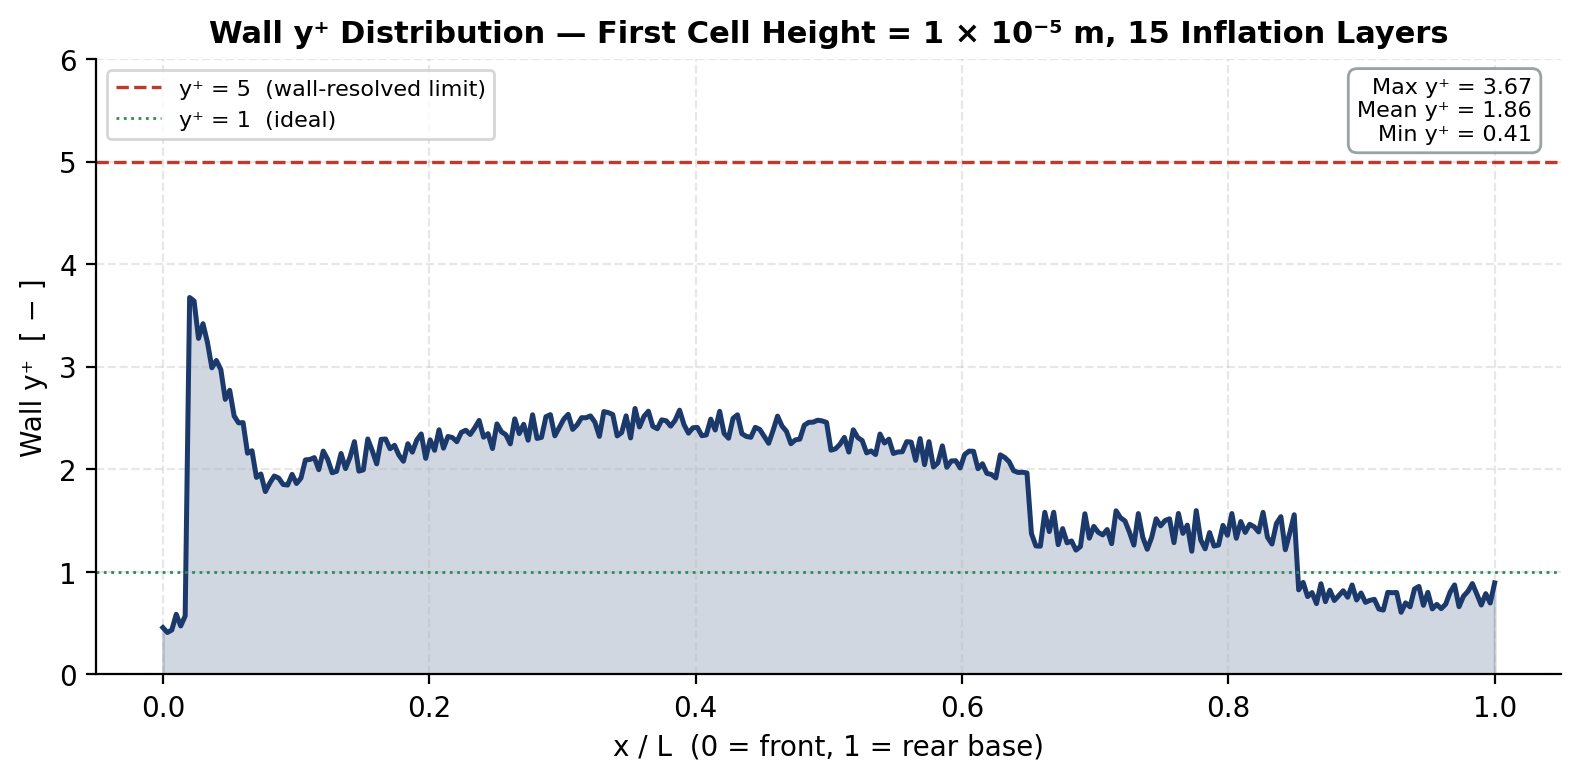 Wall y⁺ Distribution — First Cell Height = 1 × 10⁻⁵ m, 15 Inflation Layers
y⁺ = 5  (wall-resolved limit)
y⁺ = 1  (ideal)
Max y⁺ = 3.67
Mean y⁺ = 1.86
Min y⁺ = 0.41
Wall y⁺  [ − ]
6
5
4
3
2
1
0
0.0 0.2 0.4 0.6 0.8 1.0
x / L  (0 = front, 1 = rear base)